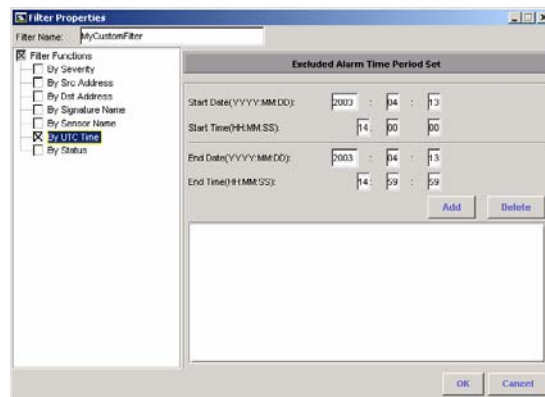 Filter Properties
Filter Name: MyCustomFilter
Filter Functions
By Severity
By Src Address
By Dst Address
By Signature Name
By Sensor Name
By UTC Time
By Status
Excluded Alarm Time Period Set
Start Date(YYYY:MM:DD): 2003 : 04 : 13
Start Time(HH:MM:SS): 14: 00 00
End Date(YYYY:MM:DD): 2003 : 04 : 13
End Time(HH:MM:SS): 14: 59 : 59
Add Delete
OK Cancel